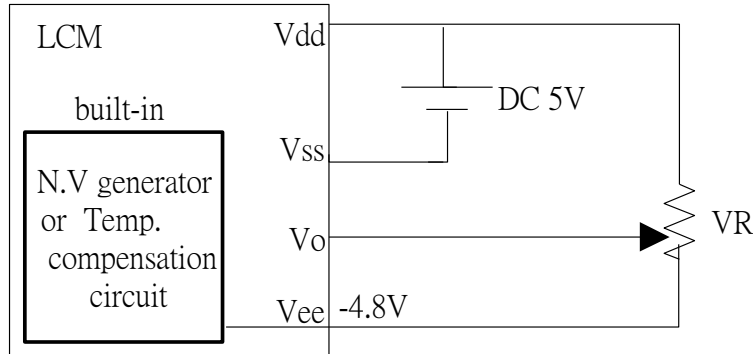 LCM
Vdd
built-in
DC 5V
Vss
N.V generator
or Temp.
compensation
circuit
Vo
VR
Vee
-4.8V